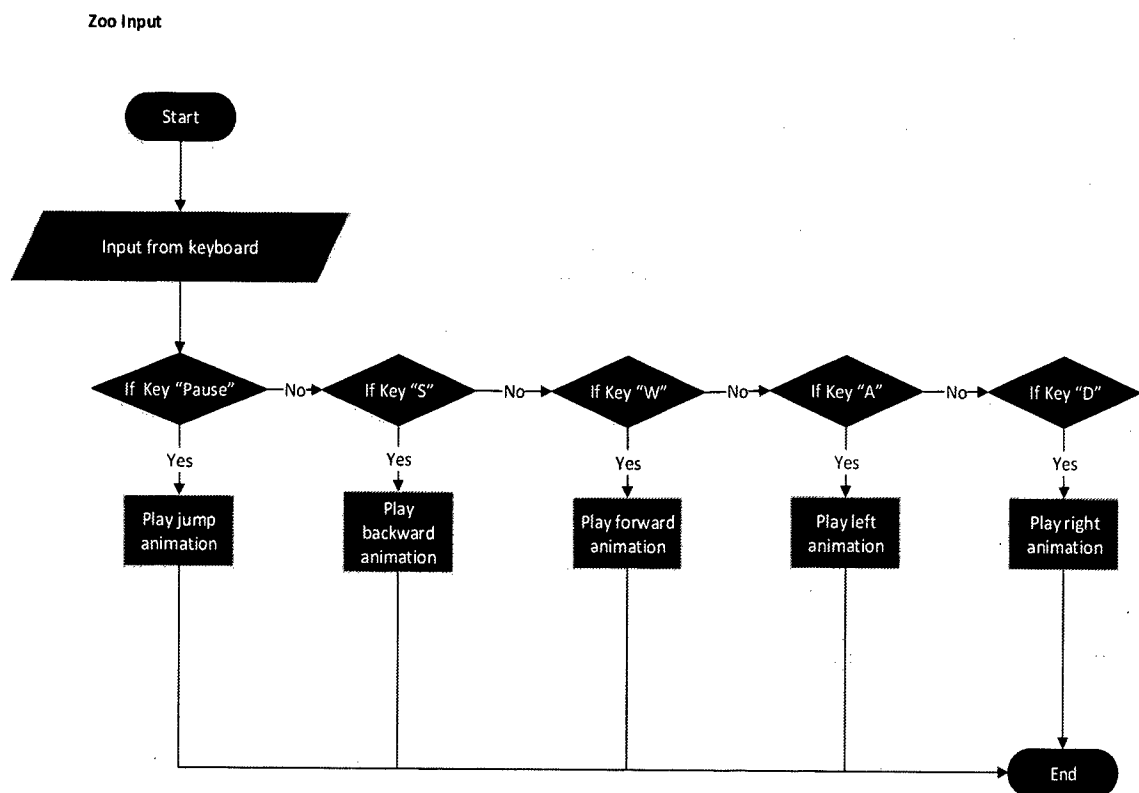 Zoo Input
Start
Input from keyboard
If Key “Pause”
No
If Key “S”
No
If Key “W”
No
If Key “A”
No
If Key “D”
Yes
Yes
Yes
Yes
Yes
Play jump
animation
Play
backward
animation
Play forward
animation
Play left
animation
Play right
animation
End